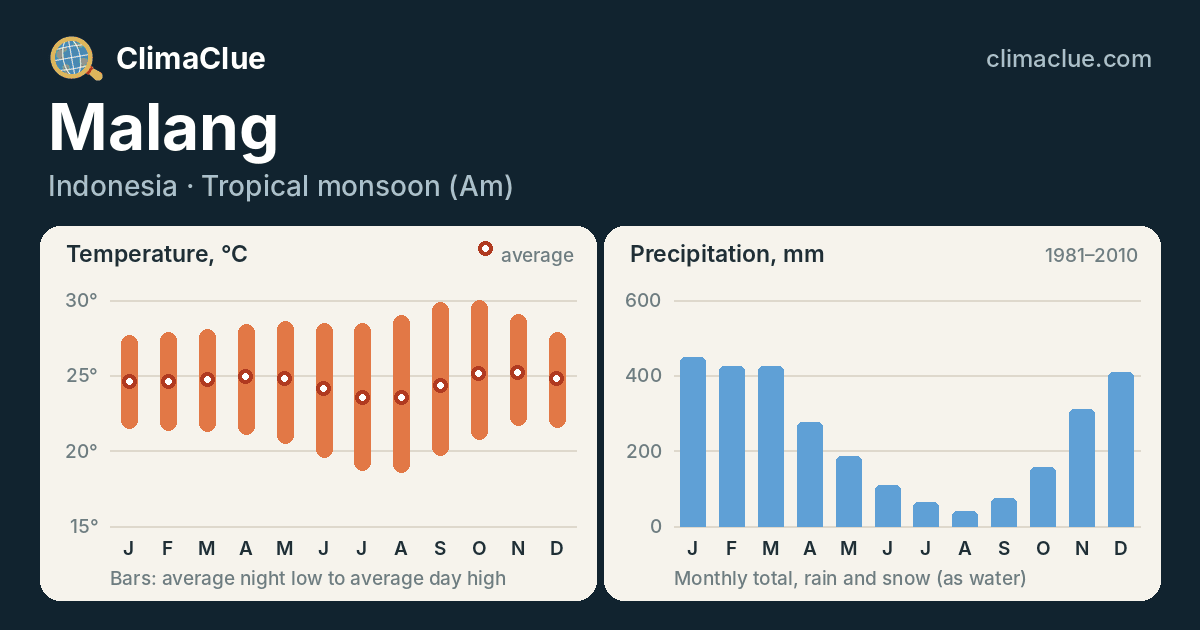 ClimaClue
climaclue.com
Malang
Indonesia · Tropical monsoon (Am)
Temperature, °C
average
30°
25°
20°
15°
J F M A M J J A S O N D
Bars: average night low to average day high
Precipitation, mm
1981–2010
600
400
200
0
J F M A M J J A S O N D
Monthly total, rain and snow (as water)